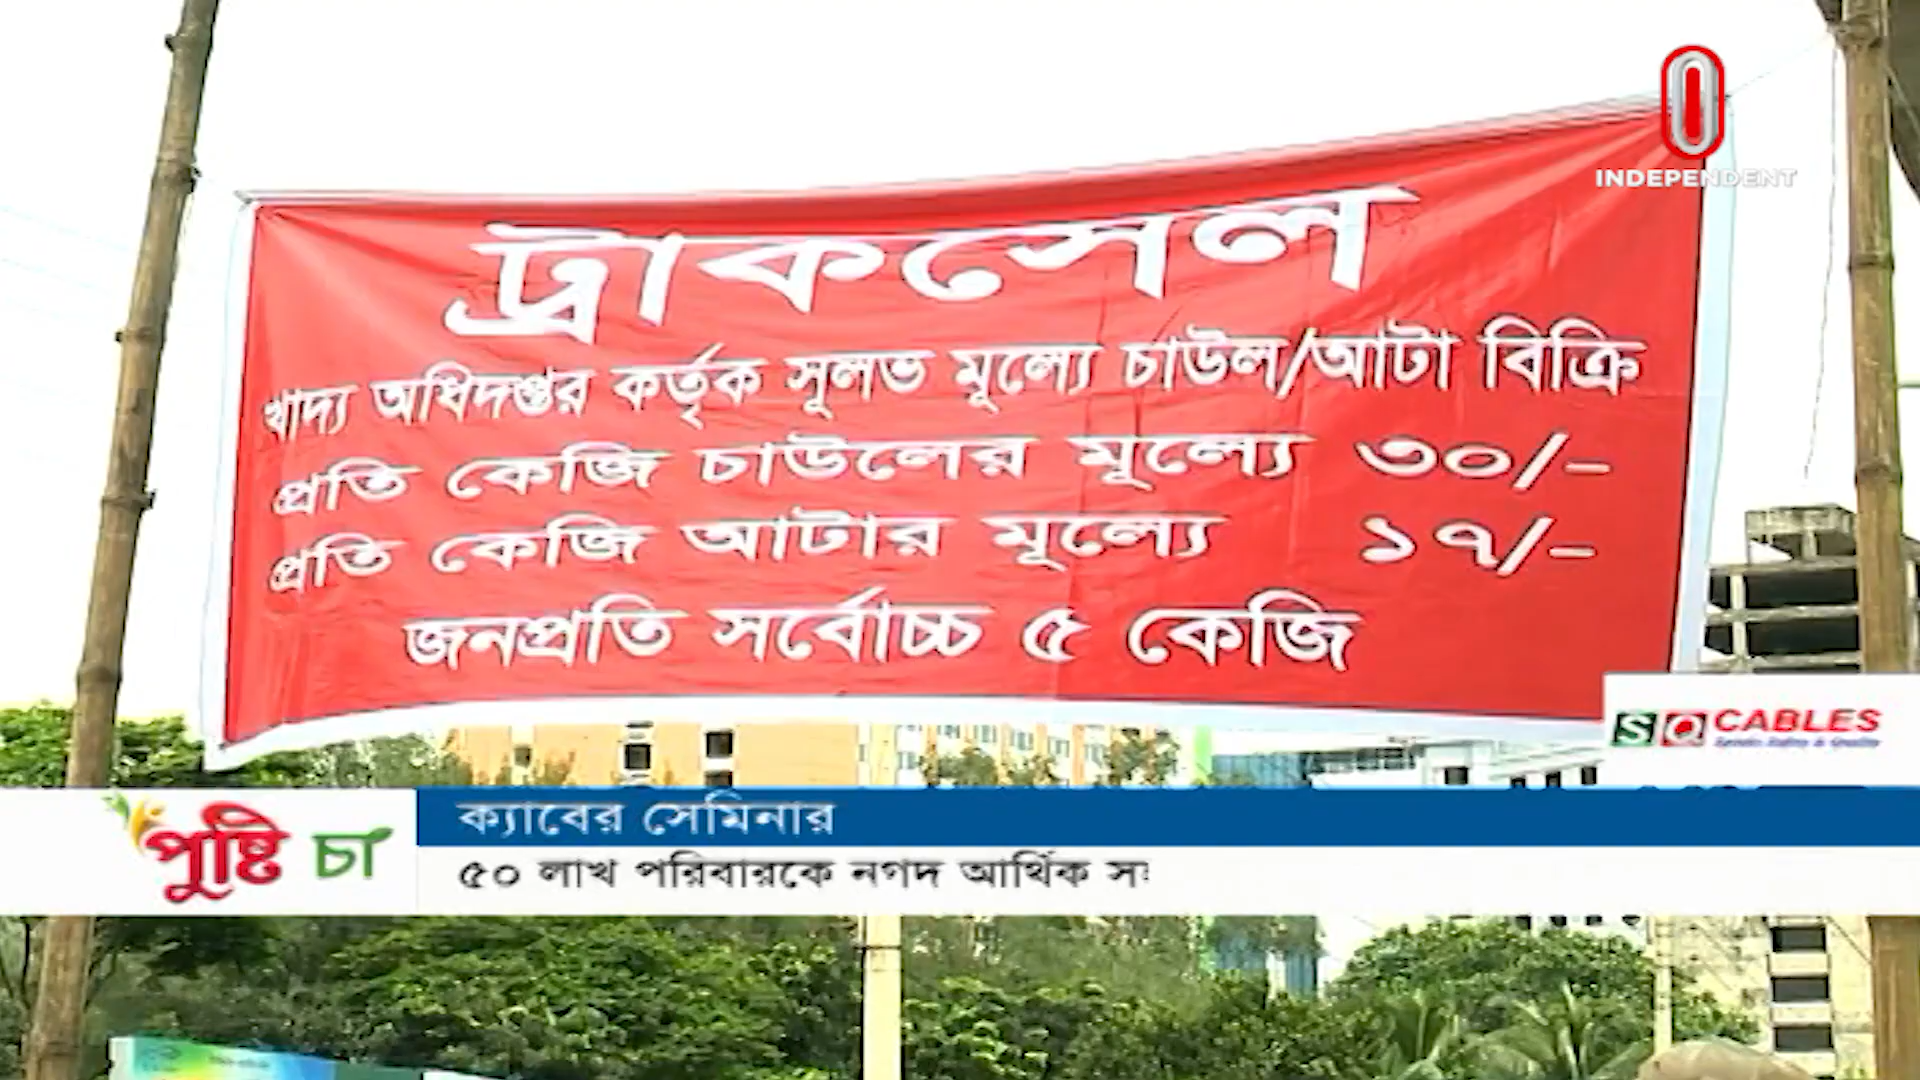 INDEPENDENT
ট্রাকসেল
খাদ্য অধিদপ্তর কর্তৃক সূলভ মূল্যে চাউল/আটা বিক্রি
প্রতি কেজি চাউলের মূল্যে ৩০/-
প্রতি কেজি আটার মূল্যে ১৭/-
জনপ্রতি সর্বোচ্চ ৫ কেজি
SQ CABLES
পুষ্টি চা
ক্যাবের সেমিনার
৫০ লাখ পরিবারকে নগদ আর্থিক